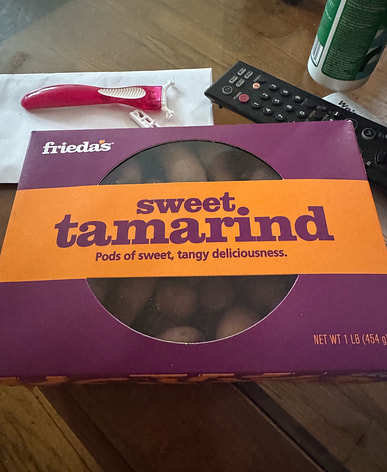 frieda's
sweet
tamarind
Pods of sweet, tangy deliciousness.
NET WT 1 LB (454 g)